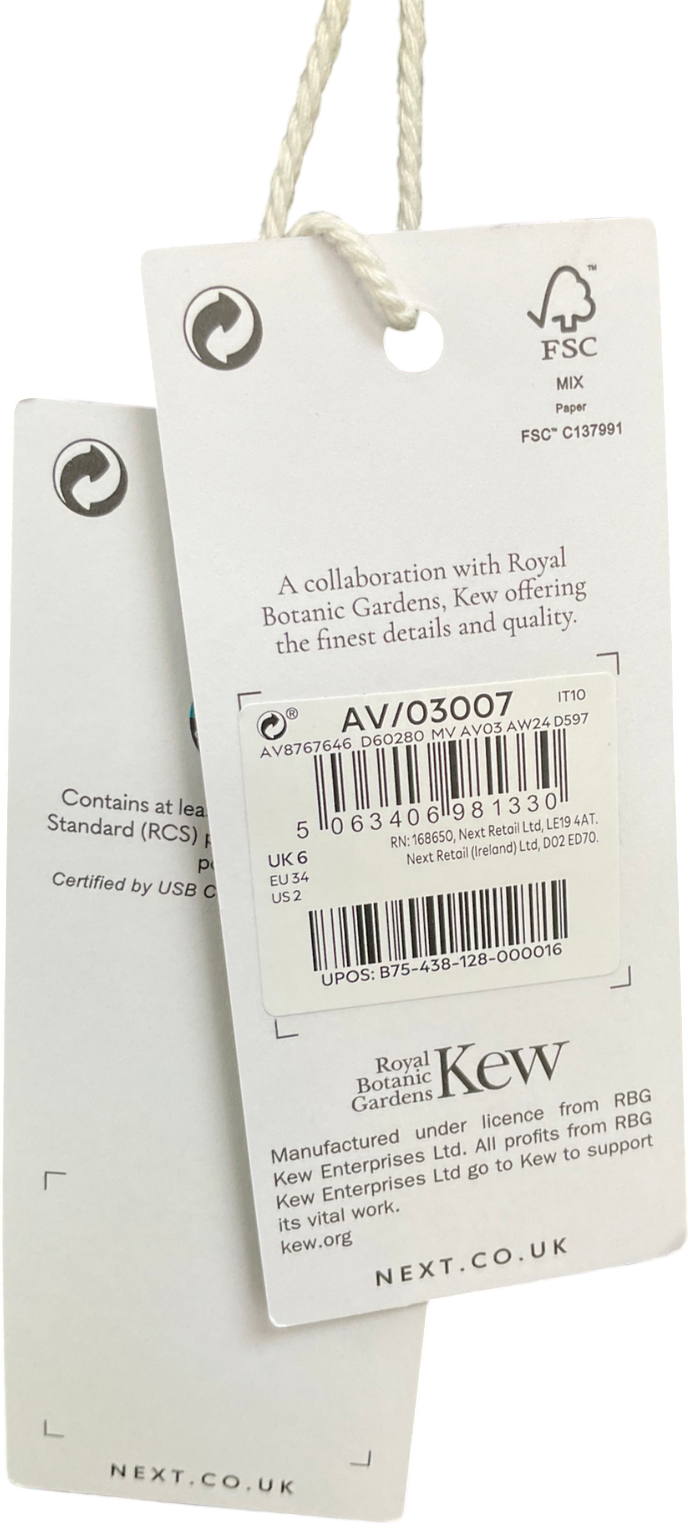 FSC
MIX
Paper
FSC™ C137991
A collaboration with Royal
Botanic Gardens, Kew offering
the finest details and quality.
® AV/03007 IT10
AV8767646 D60280 MV AV03 AW24 D597
5 063406 981330
RN: 168650, Next Retail Ltd, LE19 4AT.
Next Retail (Ireland) Ltd, D02 ED70.
UK 6
EU 34
US 2
UPOS: B75-438-128-000016
Royal
Botanic
Gardens
Kew
Manufactured under licence from RBG
Kew Enterprises Ltd. All profits from RBG
Kew Enterprises Ltd go to Kew to support
its vital work.
kew.org
NEXT.CO.UK
Contains at
Standard (RCS)
Certified by USB
NEXT.CO.UK